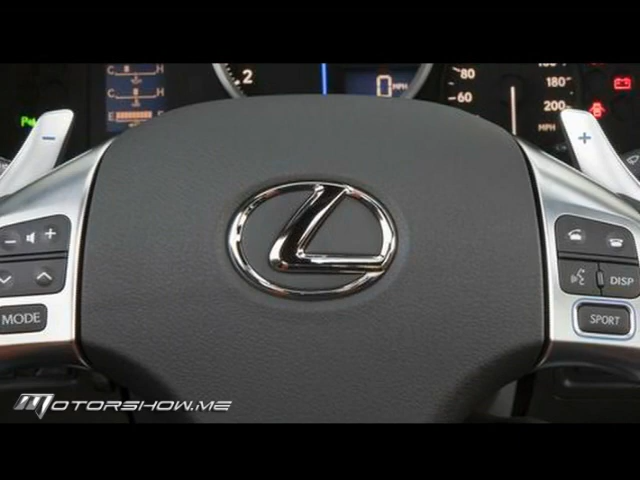 C H
C H
E F
.2
0 MPH
80
60
180
200
MPH
−
+
− +
MODE
DISP
SPORT
MOTORSHOW.ME